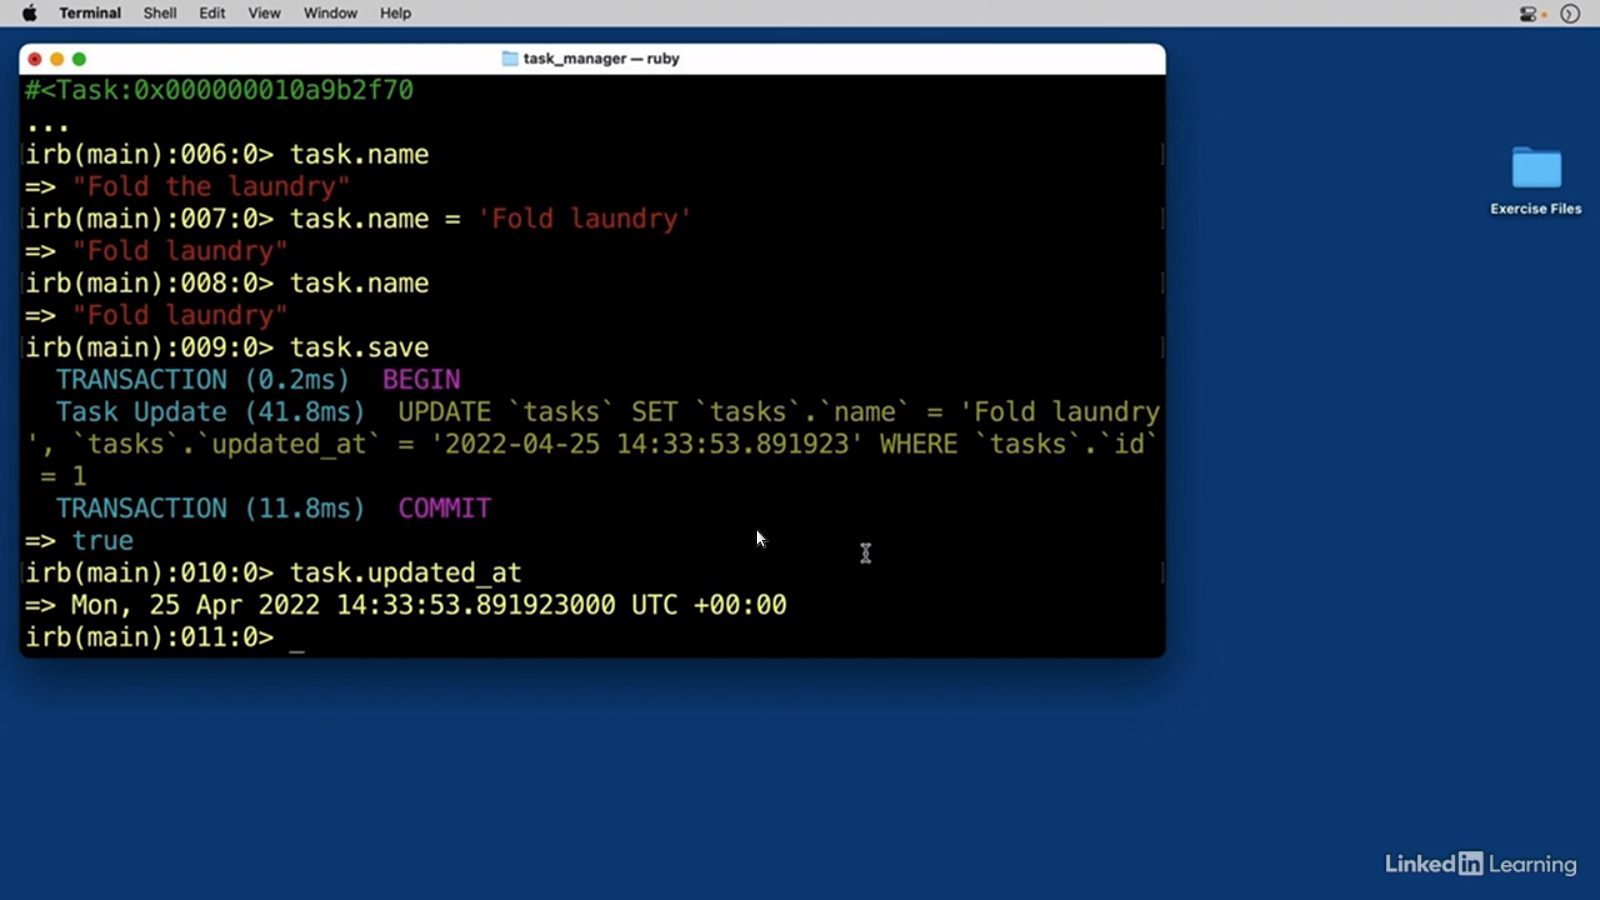 Terminal Shell Edit View Window Help
task_manager — ruby
#<Task:0x000000010a9b2f70
...
irb(main):006:0> task.name
=> "Fold the laundry"
irb(main):007:0> task.name = 'Fold laundry'
=> "Fold laundry"
irb(main):008:0> task.name
=> "Fold laundry"
irb(main):009:0> task.save
TRANSACTION (0.2ms) BEGIN
Task Update (41.8ms) UPDATE `tasks` SET `tasks`.`name` = 'Fold laundry
', `tasks`.`updated_at` = '2022-04-25 14:33:53.891923' WHERE `tasks`.`id`
= 1
TRANSACTION (11.8ms) COMMIT
=> true
irb(main):010:0> task.updated_at
=> Mon, 25 Apr 2022 14:33:53.891923000 UTC +00:00
irb(main):011:0> _
Exercise Files
Linked in Learning